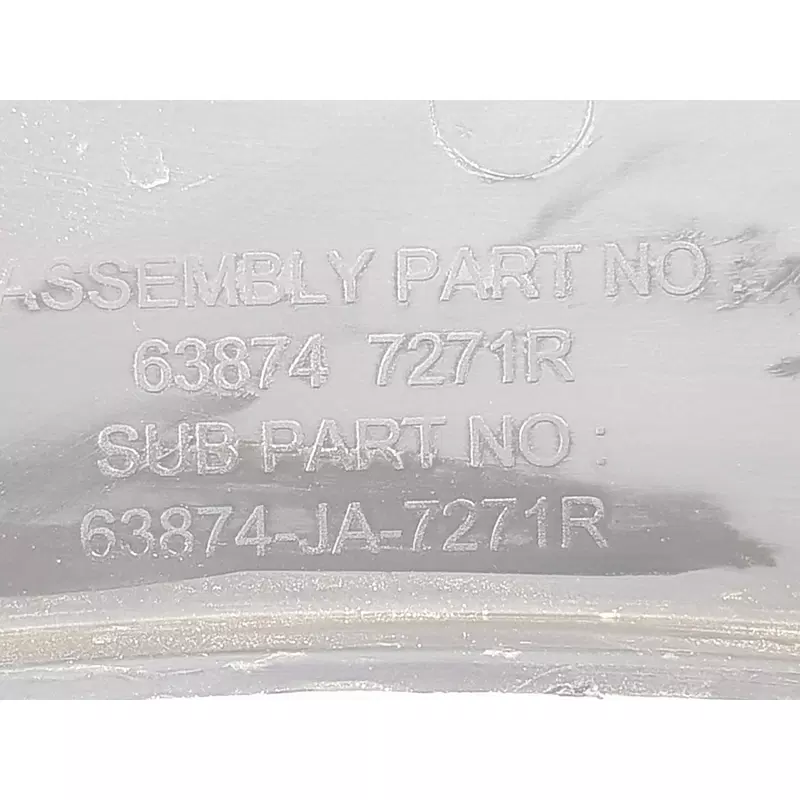 ASSEMBLY PART NO :
63874 7271R
SUB PART NO :
63874-JA-7271R